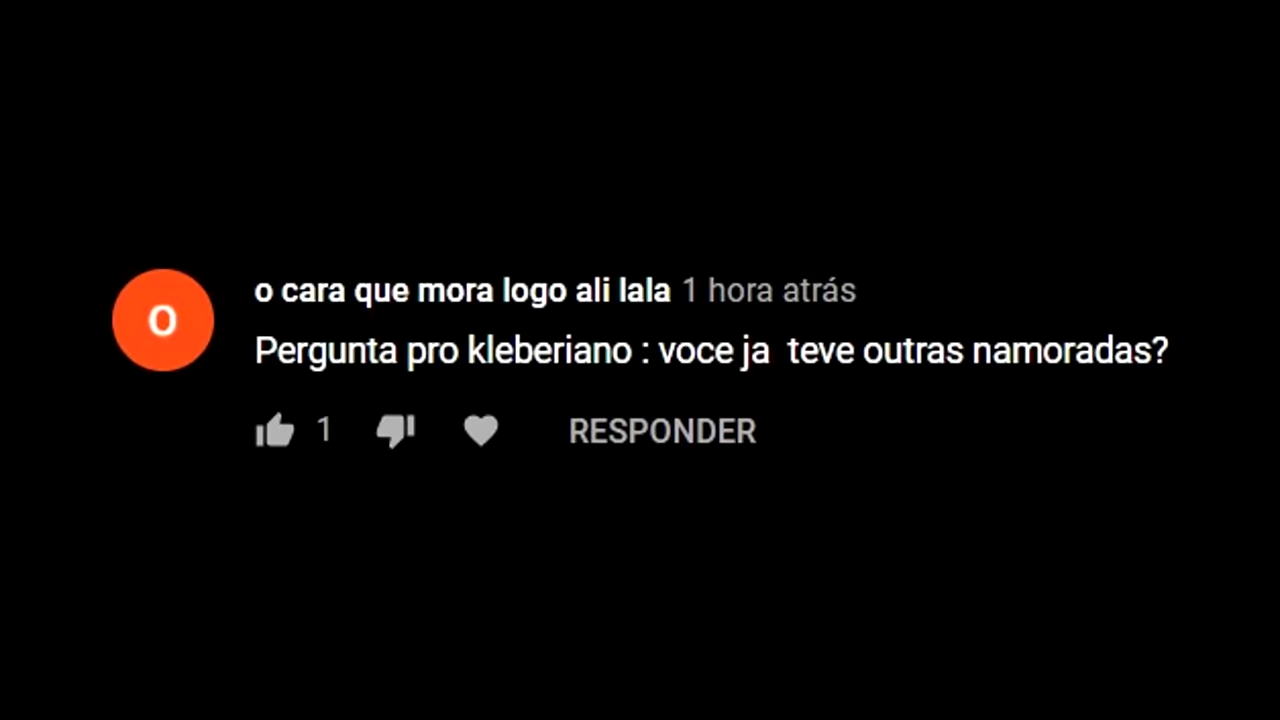 O
o cara que mora logo ali lala 1 hora atrás
Pergunta pro kleberiano : voce ja  teve outras namoradas?
1 RESPONDER